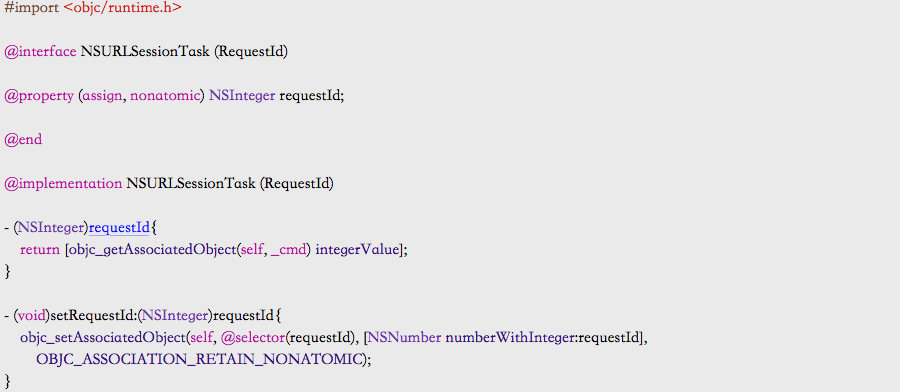 #import <objc/runtime.h>
@interface NSURLSessionTask (RequestId)
@property (assign, nonatomic) NSInteger requestId;
@end
@implementation NSURLSessionTask (RequestId)
- (NSInteger)requestId{
return [objc_getAssociatedObject(self, _cmd) integerValue];
}
- (void)setRequestId:(NSInteger)requestId{
objc_setAssociatedObject(self, @selector(requestId), [NSNumber numberWithInteger:requestId],
OBJC_ASSOCIATION_RETAIN_NONATOMIC);
}